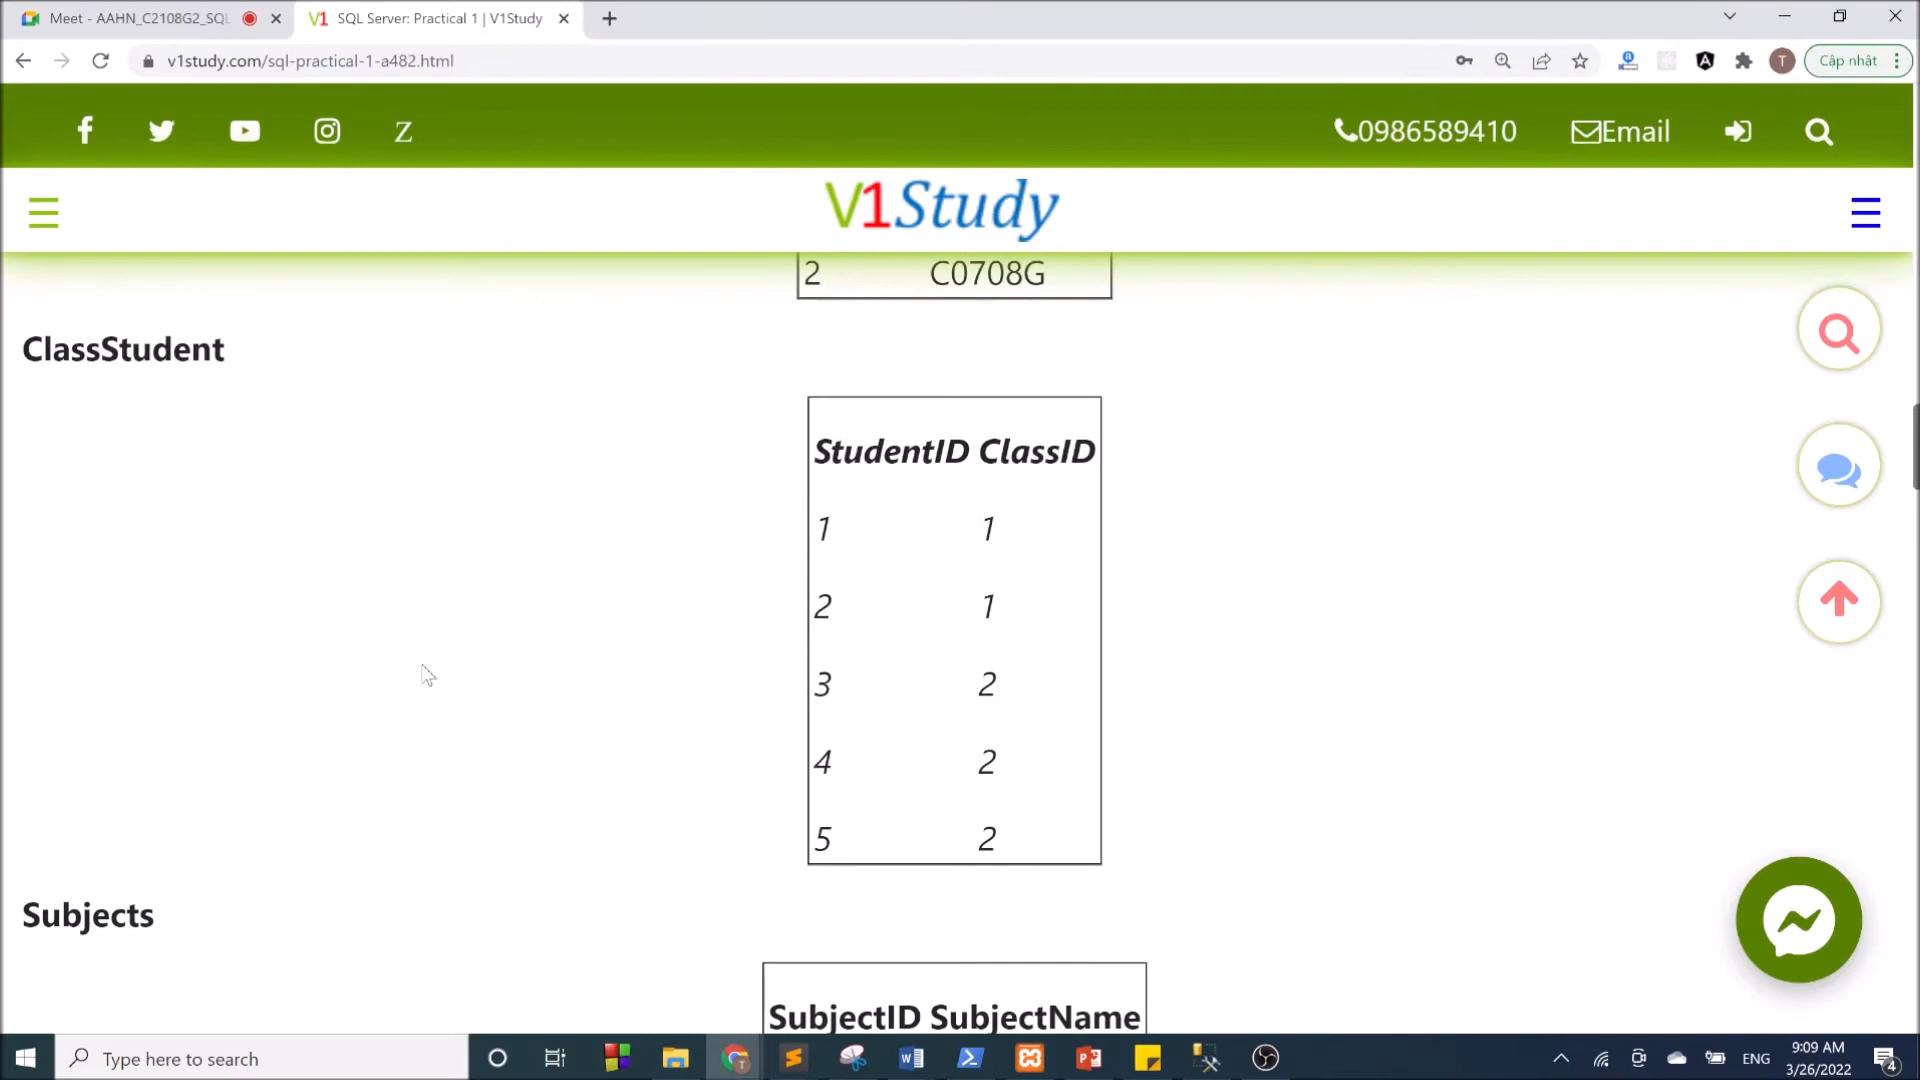 Meet - AAHN_C2108G2_SQL
V1 SQL Server: Practical 1 | V1Study
v1study.com/sql-practical-1-a482.html
T
Cập nhật
Z
0986589410
Email
V1Study
2 C0708G
ClassStudent
StudentID ClassID
1 1
2 1
3 2
4 2
5 2
Subjects
SubjectID SubjectName
Type here to search
ENG
9:09 AM
3/26/2022
4